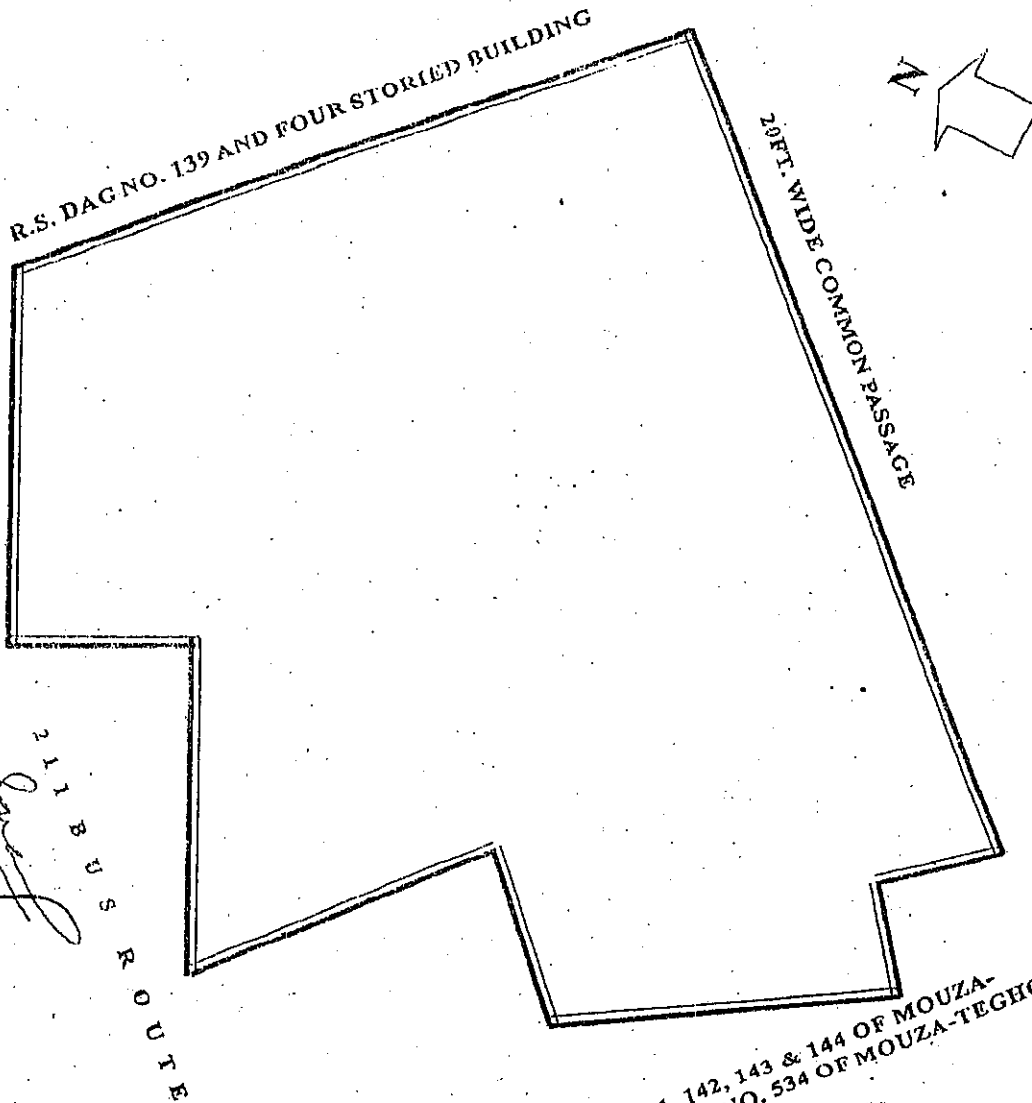 R.S. DAG NO. 139 AND FOUR STORIED BUILDING
N
20FT. WIDE COMMON PASSAGE
211 BUS ROUTE
142, 143 & 144 OF MOUZA-
NO. 534 OF MOUZA-